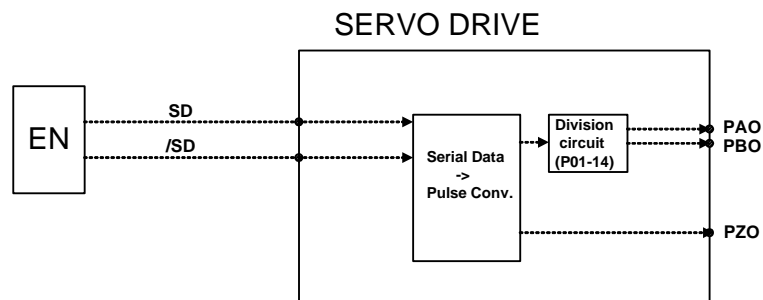 SERVO DRIVE
EN
SD
/SD
Serial Data
->
Pulse Conv.
Division
circuit
(P01-14)
PAO
PBO
PZO